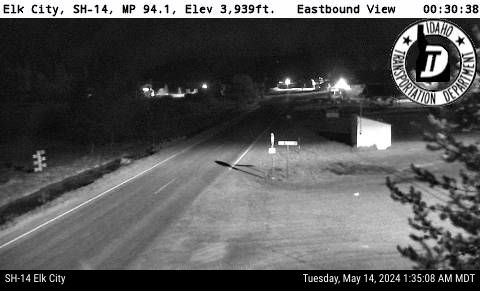 Elk City, SH-14, MP 94.1, Elev 3,939ft. Eastbound View 00:30:38
IDAHO
TRANSPORTATION DEPARTMENT
SH-14 Elk City Tuesday, May 14, 2024 1:35:08 AM MDT